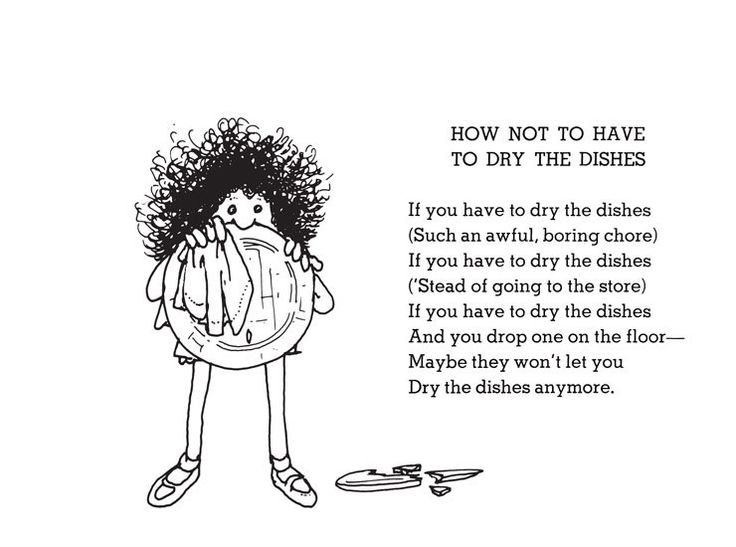 HOW NOT TO HAVE
TO DRY THE DISHES
If you have to dry the dishes
(Such an awful, boring chore)
If you have to dry the dishes
(’Stead of going to the store)
If you have to dry the dishes
And you drop one on the floor—
Maybe they won’t let you
Dry the dishes anymore.